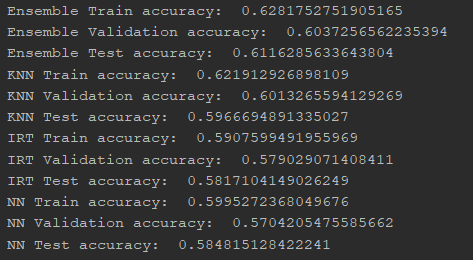 Ensemble Train accuracy:  0.6281752751905165
Ensemble Validation accuracy:  0.6037256562235394
Ensemble Test accuracy:  0.6116285633643804
KNN Train accuracy:  0.621912926898109
KNN Validation accuracy:  0.6013265594129269
KNN Test accuracy:  0.5966694891335027
IRT Train accuracy:  0.5907599491955969
IRT Validation accuracy:  0.579029071408411
IRT Test accuracy:  0.5817104149026249
NN Train accuracy:  0.5995272368049676
NN Validation accuracy:  0.5704205475585662
NN Test accuracy:  0.584815128422241